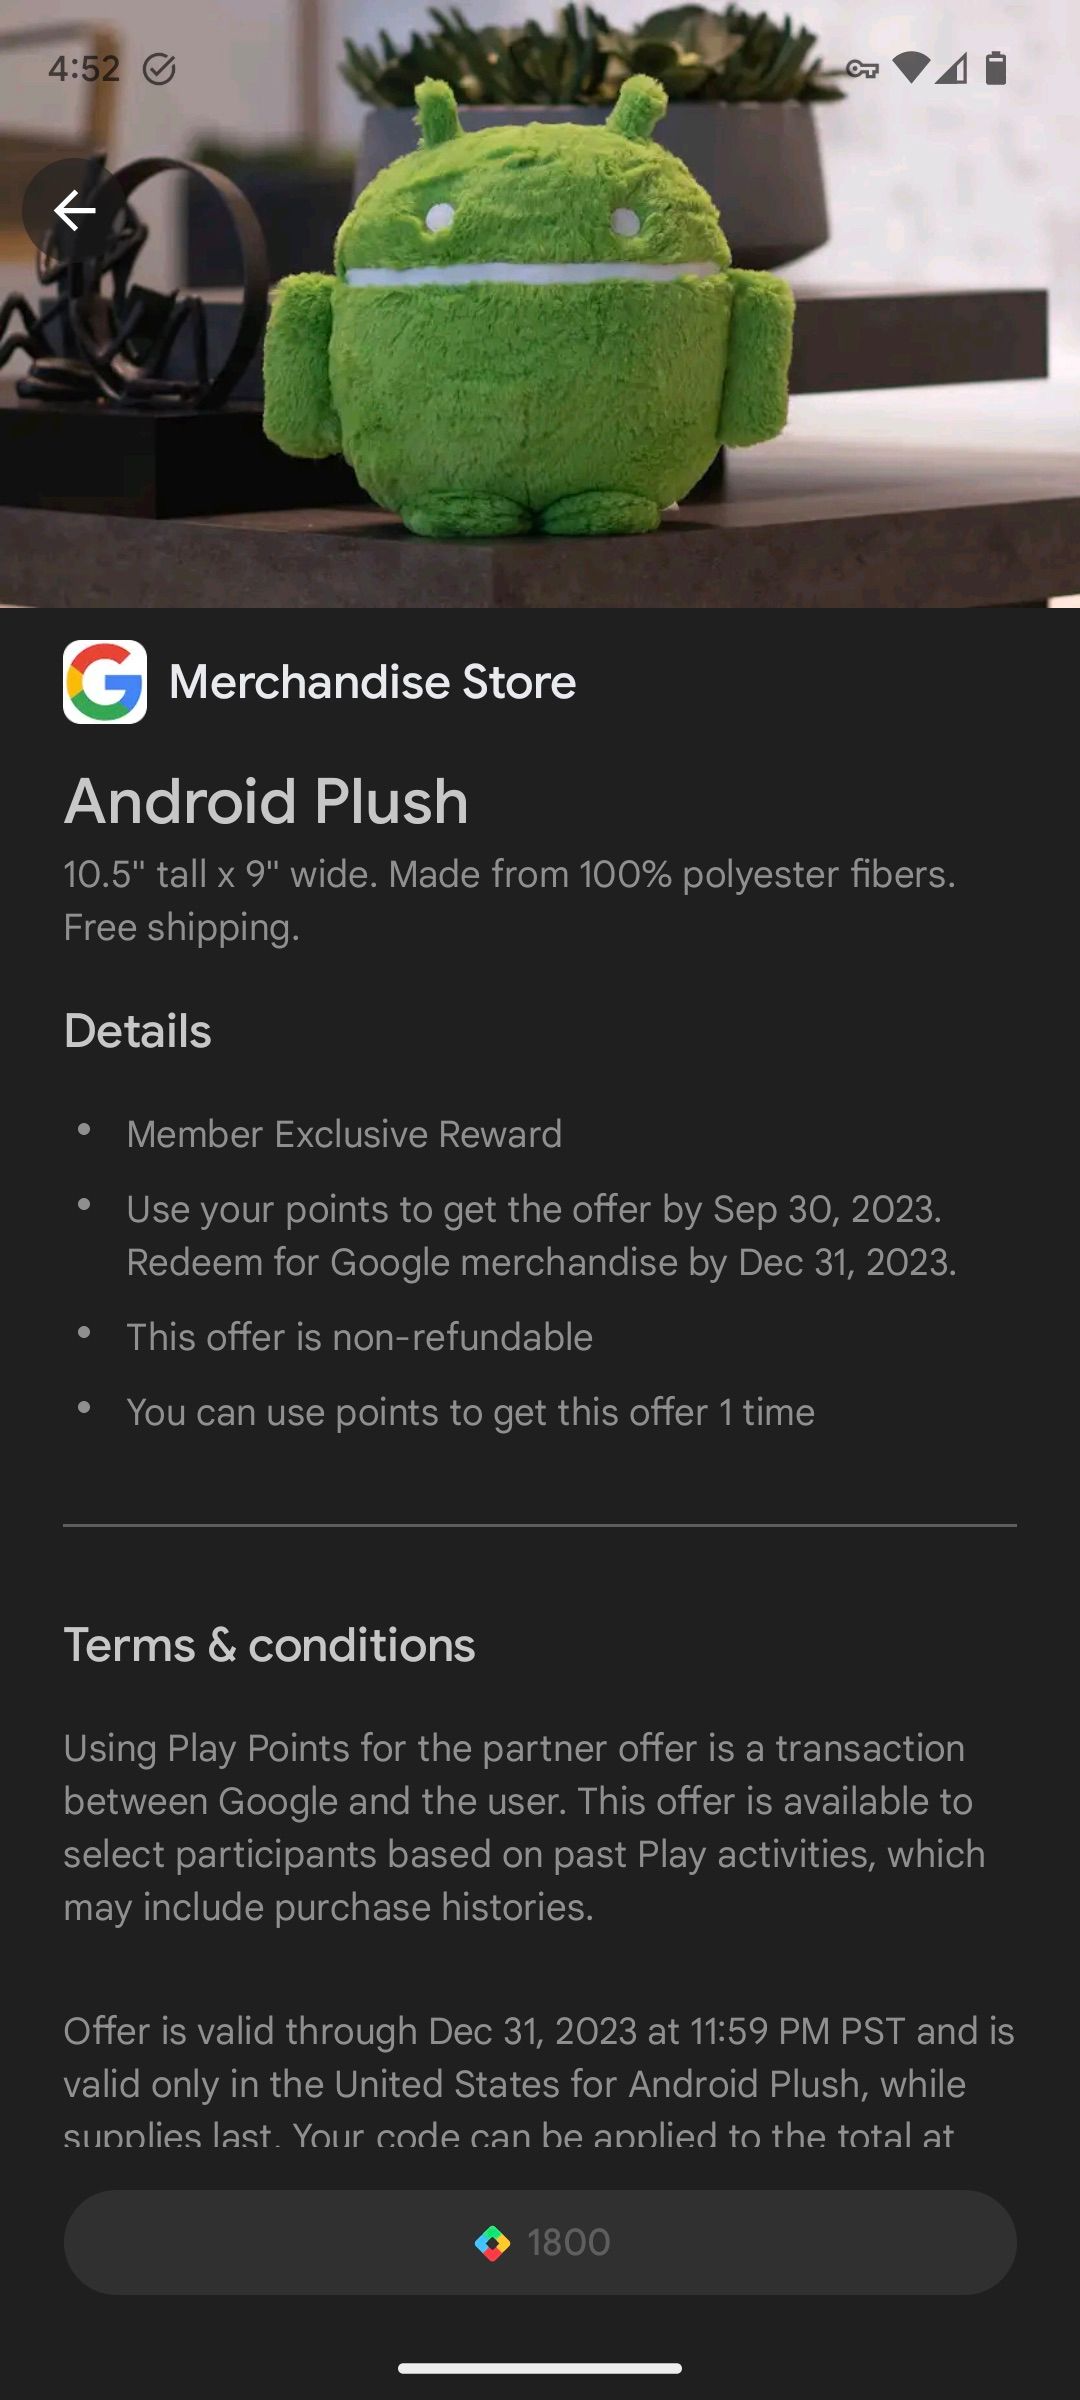 4:52
Merchandise Store
Android Plush
10.5" tall x 9" wide. Made from 100% polyester fibers.
Free shipping.
Details
• Member Exclusive Reward
• Use your points to get the offer by Sep 30, 2023.
Redeem for Google merchandise by Dec 31, 2023.
• This offer is non-refundable
• You can use points to get this offer 1 time
Terms & conditions
Using Play Points for the partner offer is a transaction
between Google and the user. This offer is available to
select participants based on past Play activities, which
may include purchase histories.
Offer is valid through Dec 31, 2023 at 11:59 PM PST and is
valid only in the United States for Android Plush, while
supplies last. Your code can be applied to the total at
1800